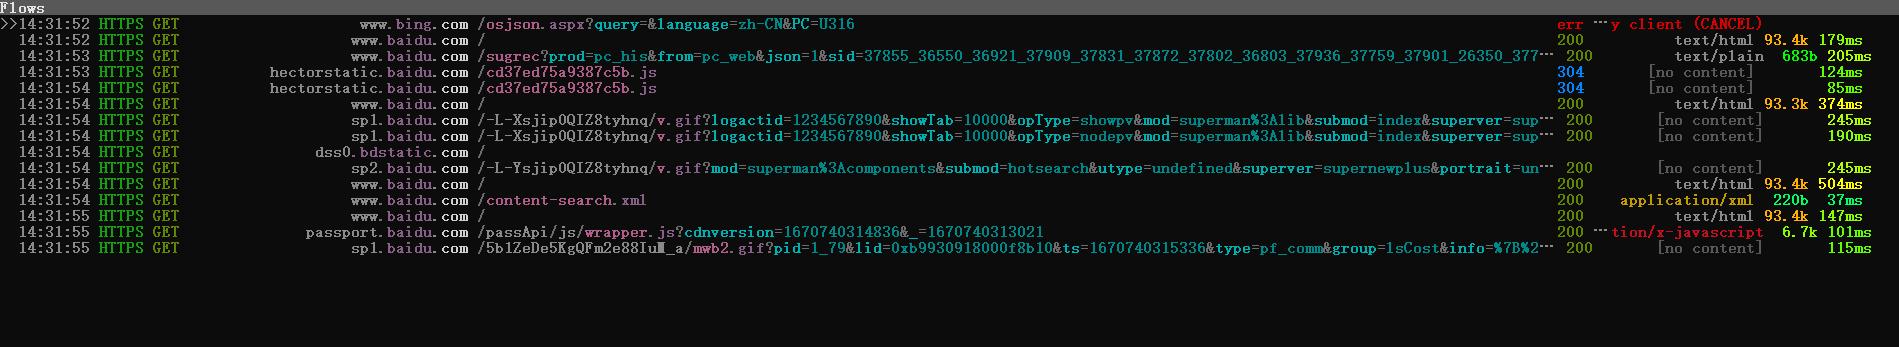 Flows
>>14:31:52 HTTPS GET www.bing.com /osjson.aspx?query=&language=zh-CN&PC=U316 err …y client (CANCEL)
14:31:52 HTTPS GET www.baidu.com / 200 text/html 93.4k 179ms
14:31:53 HTTPS GET www.baidu.com /sugrec?prod=pc_his&from=pc_web&json=1&sid=37855_36550_36921_37909_37831_37872_37802_36803_37936_37759_37901_26350_377… 200 text/plain 683b 205ms
14:31:53 HTTPS GET hectorstatic.baidu.com /cd37ed75a9387c5b.js 304 [no content] 124ms
14:31:54 HTTPS GET hectorstatic.baidu.com /cd37ed75a9387c5b.js 304 [no content] 85ms
14:31:54 HTTPS GET www.baidu.com / 200 text/html 93.3k 374ms
14:31:54 HTTPS GET sp1.baidu.com /-L-XsjipOQIZ8tyhnq/v.gif?logactid=1234567890&showTab=10000&opType=showpv&mod=superman%3Alib&submod=index&superver=sup… 200 [no content] 245ms
14:31:54 HTTPS GET sp1.baidu.com /-L-XsjipOQIZ8tyhnq/v.gif?logactid=1234567890&showTab=10000&opType=nodepv&mod=superman%3Alib&submod=index&superver=sup… 200 [no content] 190ms
14:31:54 HTTPS GET dss0.bdstatic.com /
14:31:54 HTTPS GET sp2.baidu.com /-L-YsjipOQIZ8tyhnq/v.gif?mod=superman%3Acomponents&submod=hotsearch&utype=undefined&superver=supernewplus&portrait=un… 200 [no content] 245ms
14:31:54 HTTPS GET www.baidu.com / 200 text/html 93.4k 504ms
14:31:54 HTTPS GET www.baidu.com /content-search.xml 200 application/xml 220b 37ms
14:31:55 HTTPS GET www.baidu.com / 200 text/html 93.4k 147ms
14:31:55 HTTPS GET passport.baidu.com /passApi/js/wrapper.js?cdnversion=1670740314836&_=1670740313021 200 …tion/x-javascript 6.7k 101ms
14:31:55 HTTPS GET sp1.baidu.com /mwb2.gif?pid=1_79&lid=0xb9930918000f8b10&ts=1670740315336&type=pf_comm&group=1sCost&info=%7B%2… 200 [no content] 115ms